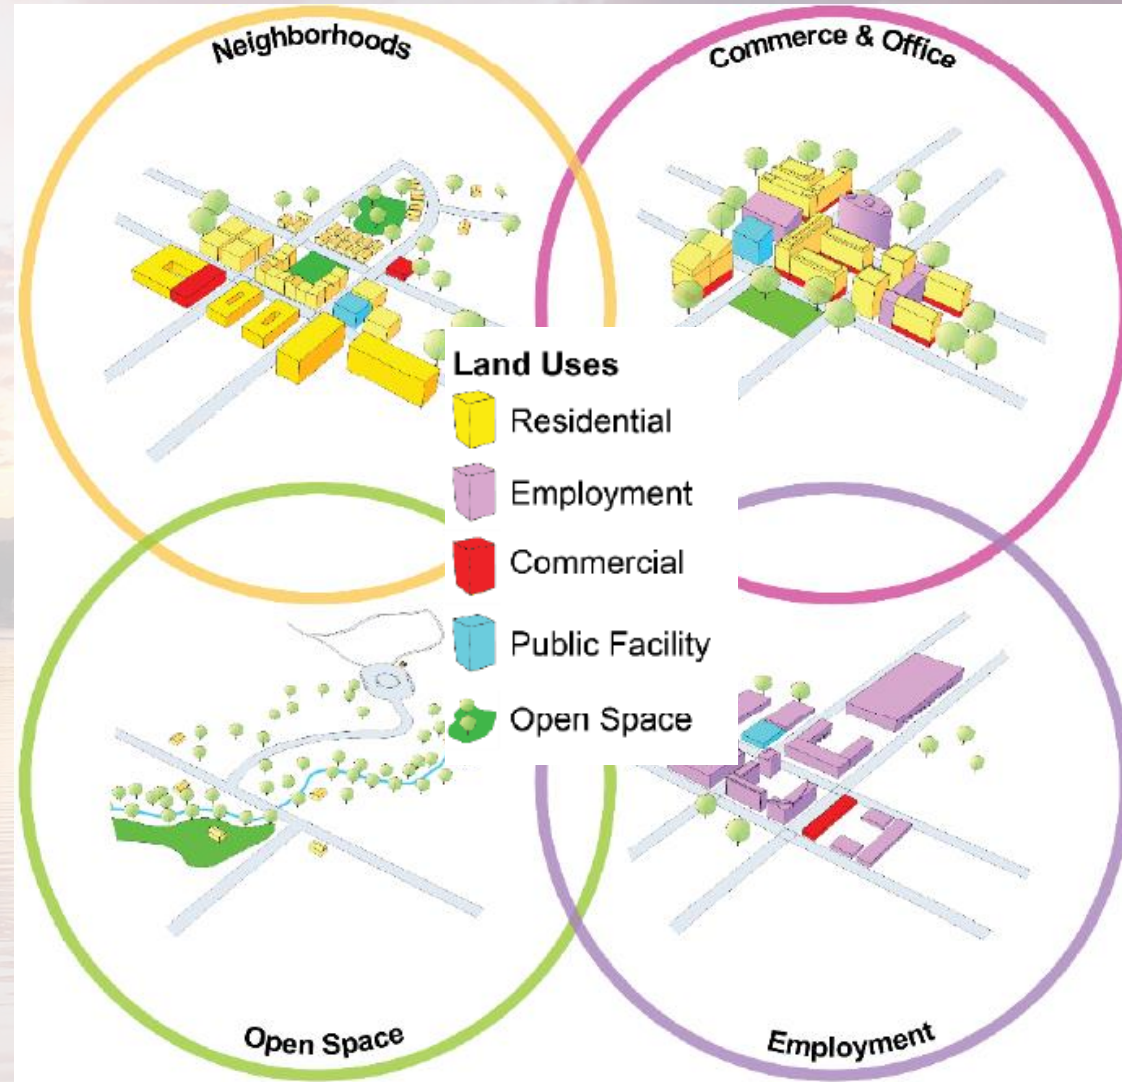 Neighborhoods
Commerce & Office
Land Uses
Residential
Employment
Commercial
Public Facility
Open Space
Open Space
Employment